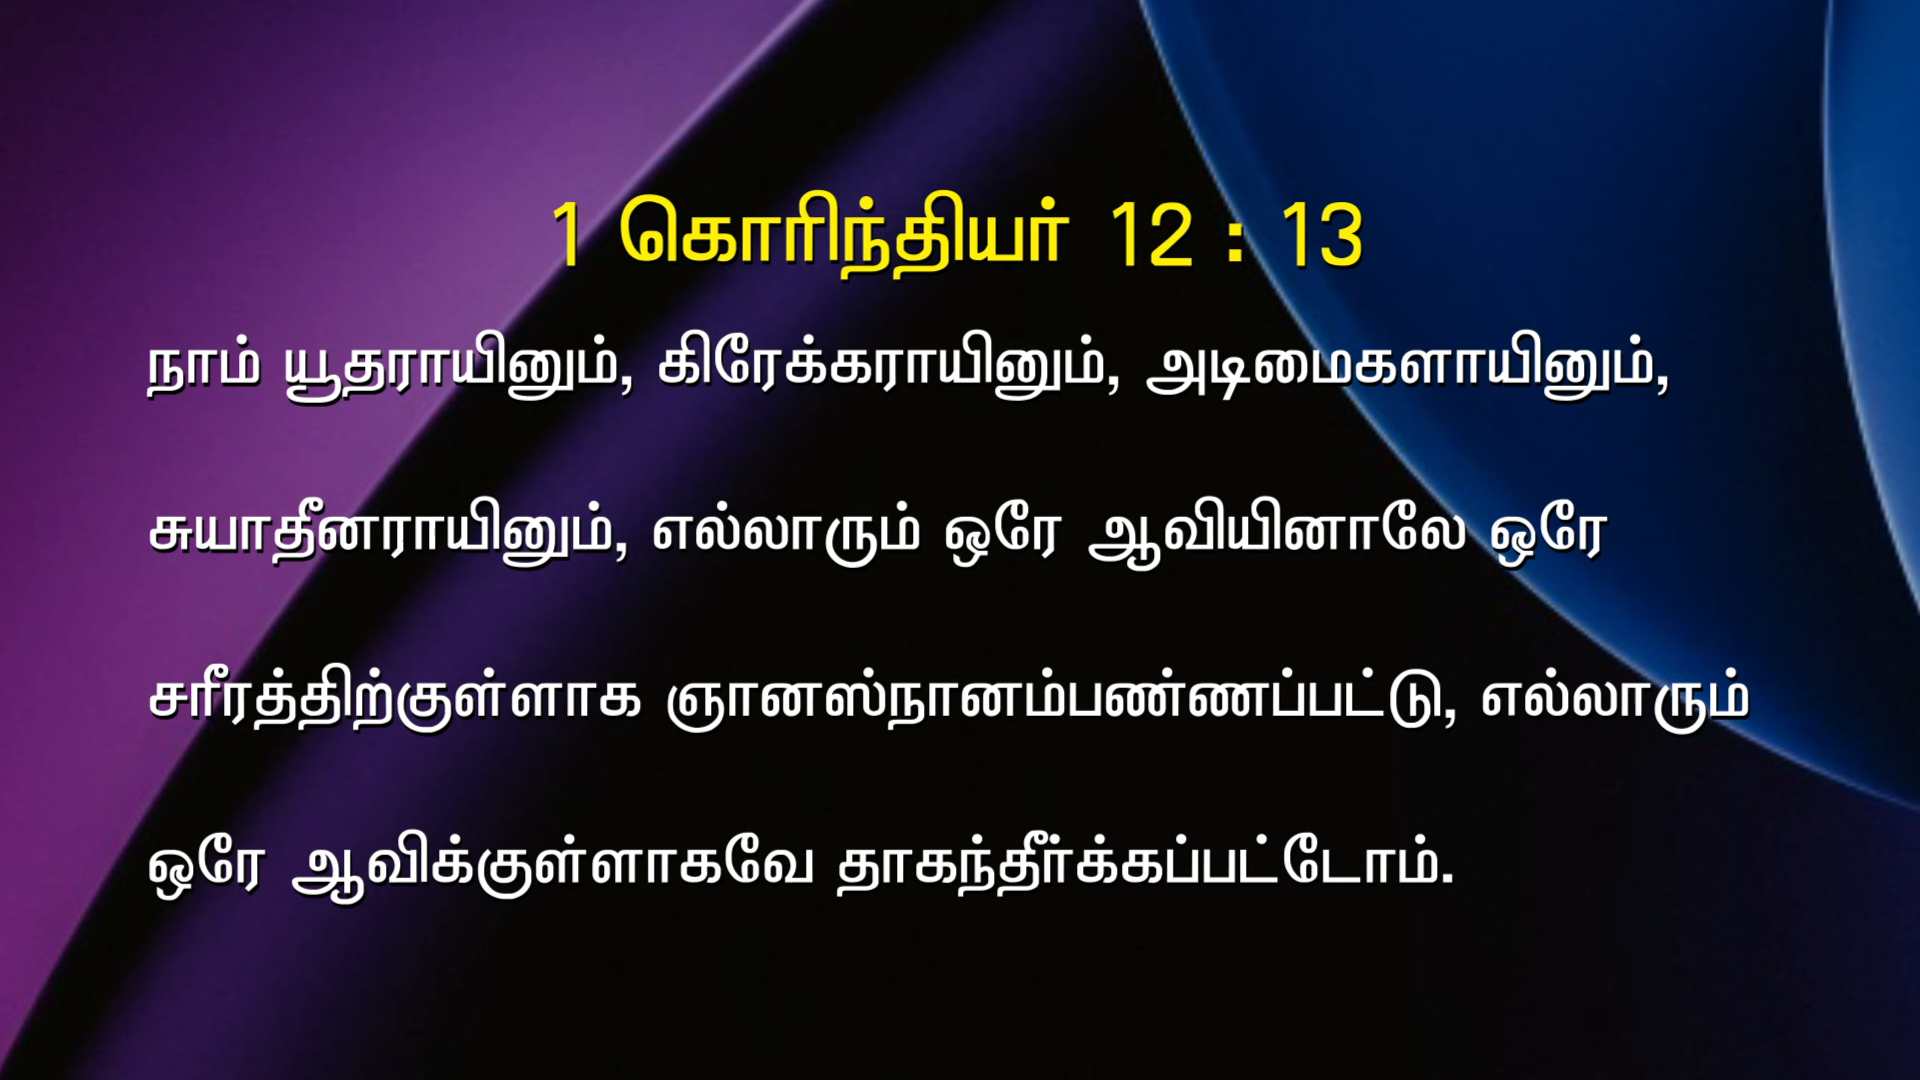 1 கொரிந்தியர் 12 : 13
நாம் யூதராயினும், கிரேக்கராயினும், அடிமைகளாயினும்,
சுயாதீனராயினும், எல்லாரும் ஒரே ஆவியினாலே ஒரே
சரீரத்திற்குள்ளாக ஞானஸ்நானம்பண்ணப்பட்டு, எல்லாரும்
ஒரே ஆவிக்குள்ளாகவே தாகந்தீர்க்கப்பட்டோம்.